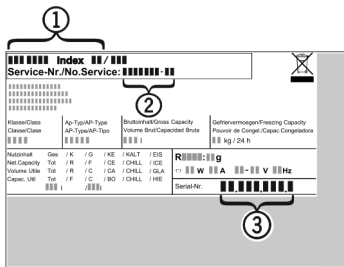 1
Index /
Service-Nr./No.Service: -
2
Klasse/Class
Classe/Clase
Ap-Typ/AP-Type
AP-Type/AP-Tipo
Bruttoinhalt/Gross Capacity
Volume Brut/Capacidad Bruta
l
Gefriervermoegen/Freezing Capacity
Pouvoir de Congel./Capac.Congeladora
kg / 24 h
Nutzinhalt Ges / K / G / KE / KALT / EIS
Net Capacity Tot / R / F / CE / CHILL / ICE
Volume Utile Tot / R / C / CA / CHILL / GLA
Capac. Util Tot / F / C / BO / CHILL / HIE
l / l
R : g
W A - V Hz
Serial-Nr. . . .
3